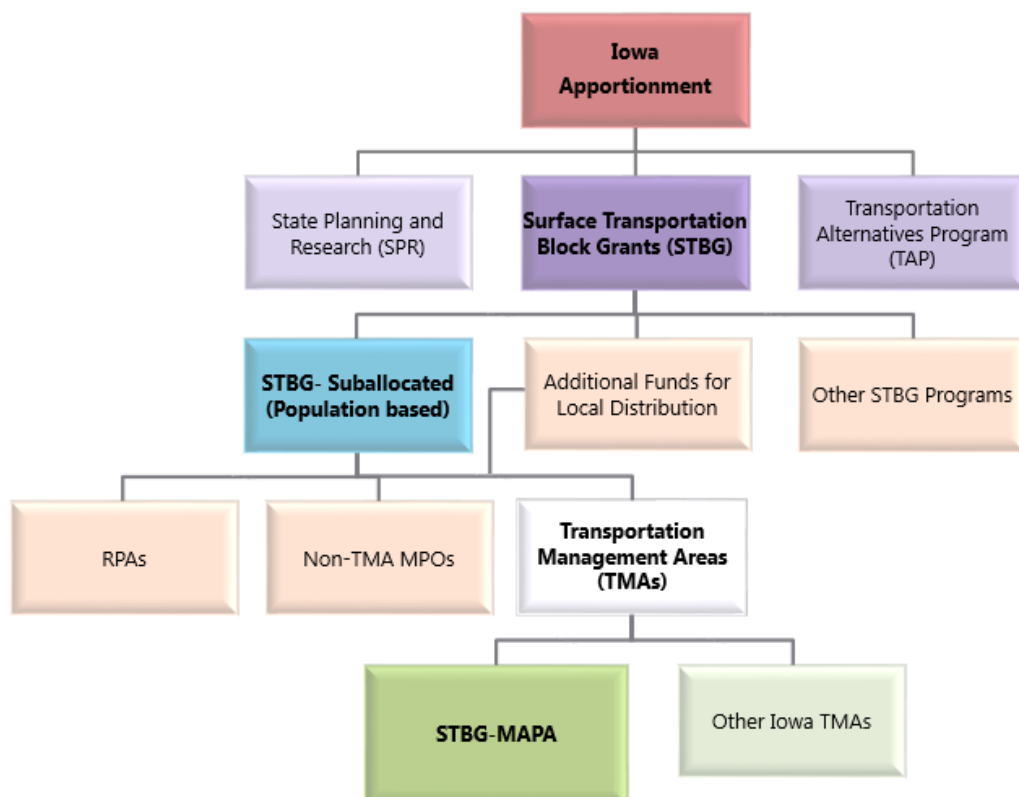 Iowa
Apportionment
State Planning and
Research (SPR)
Surface Transportation
Block Grants (STBG)
Transportation
Alternatives Program
(TAP)
STBG- Suballocated
(Population based)
Additional Funds for
Local Distribution
Other STBG Programs
RPAs
Non-TMA MPOs
Transportation
Management Areas
(TMAs)
STBG-MAPA
Other Iowa TMAs